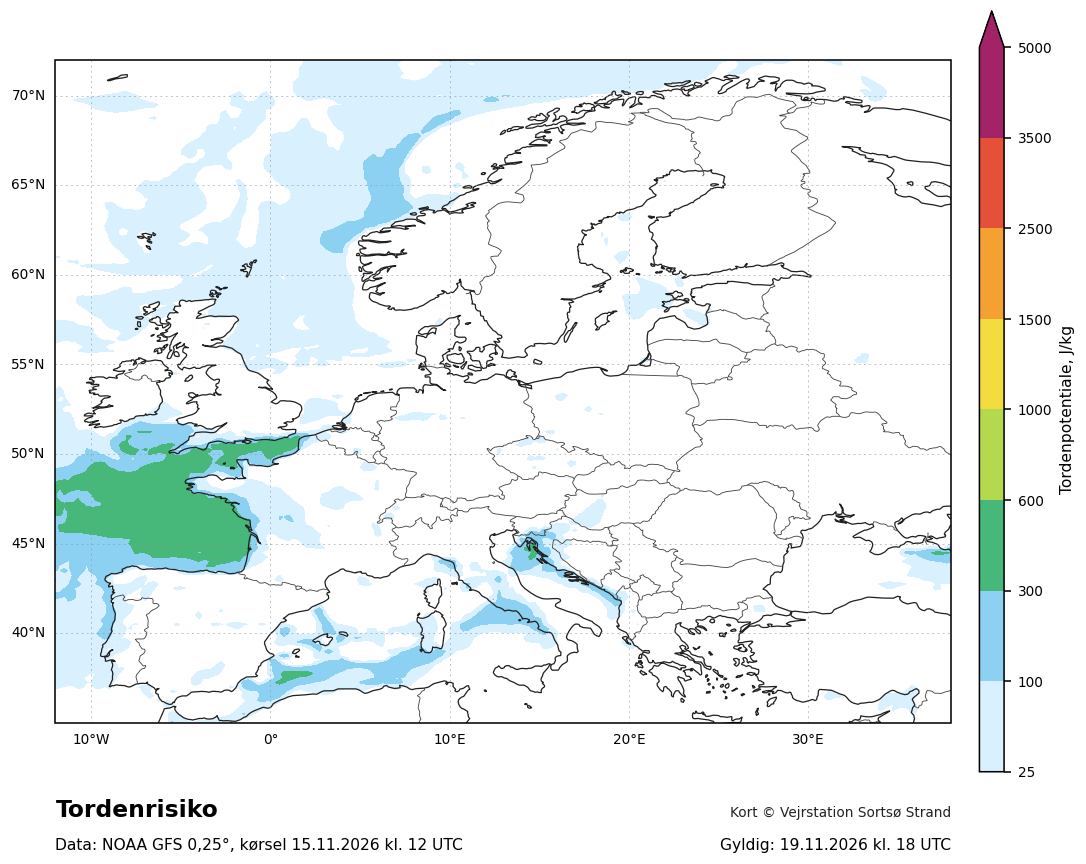 70°N
65°N
60°N
55°N
50°N
45°N
40°N
10°W
0°
10°E
20°E
30°E
5000
3500
2500
1500
1000
600
300
100
25
Tordenpotentiale, J/kg
Tordenrisiko
Kort © Vejrstation Sortsø Strand
Data: NOAA GFS 0,25°, kørsel 15.11.2026 kl. 12 UTC
Gyldig: 19.11.2026 kl. 18 UTC